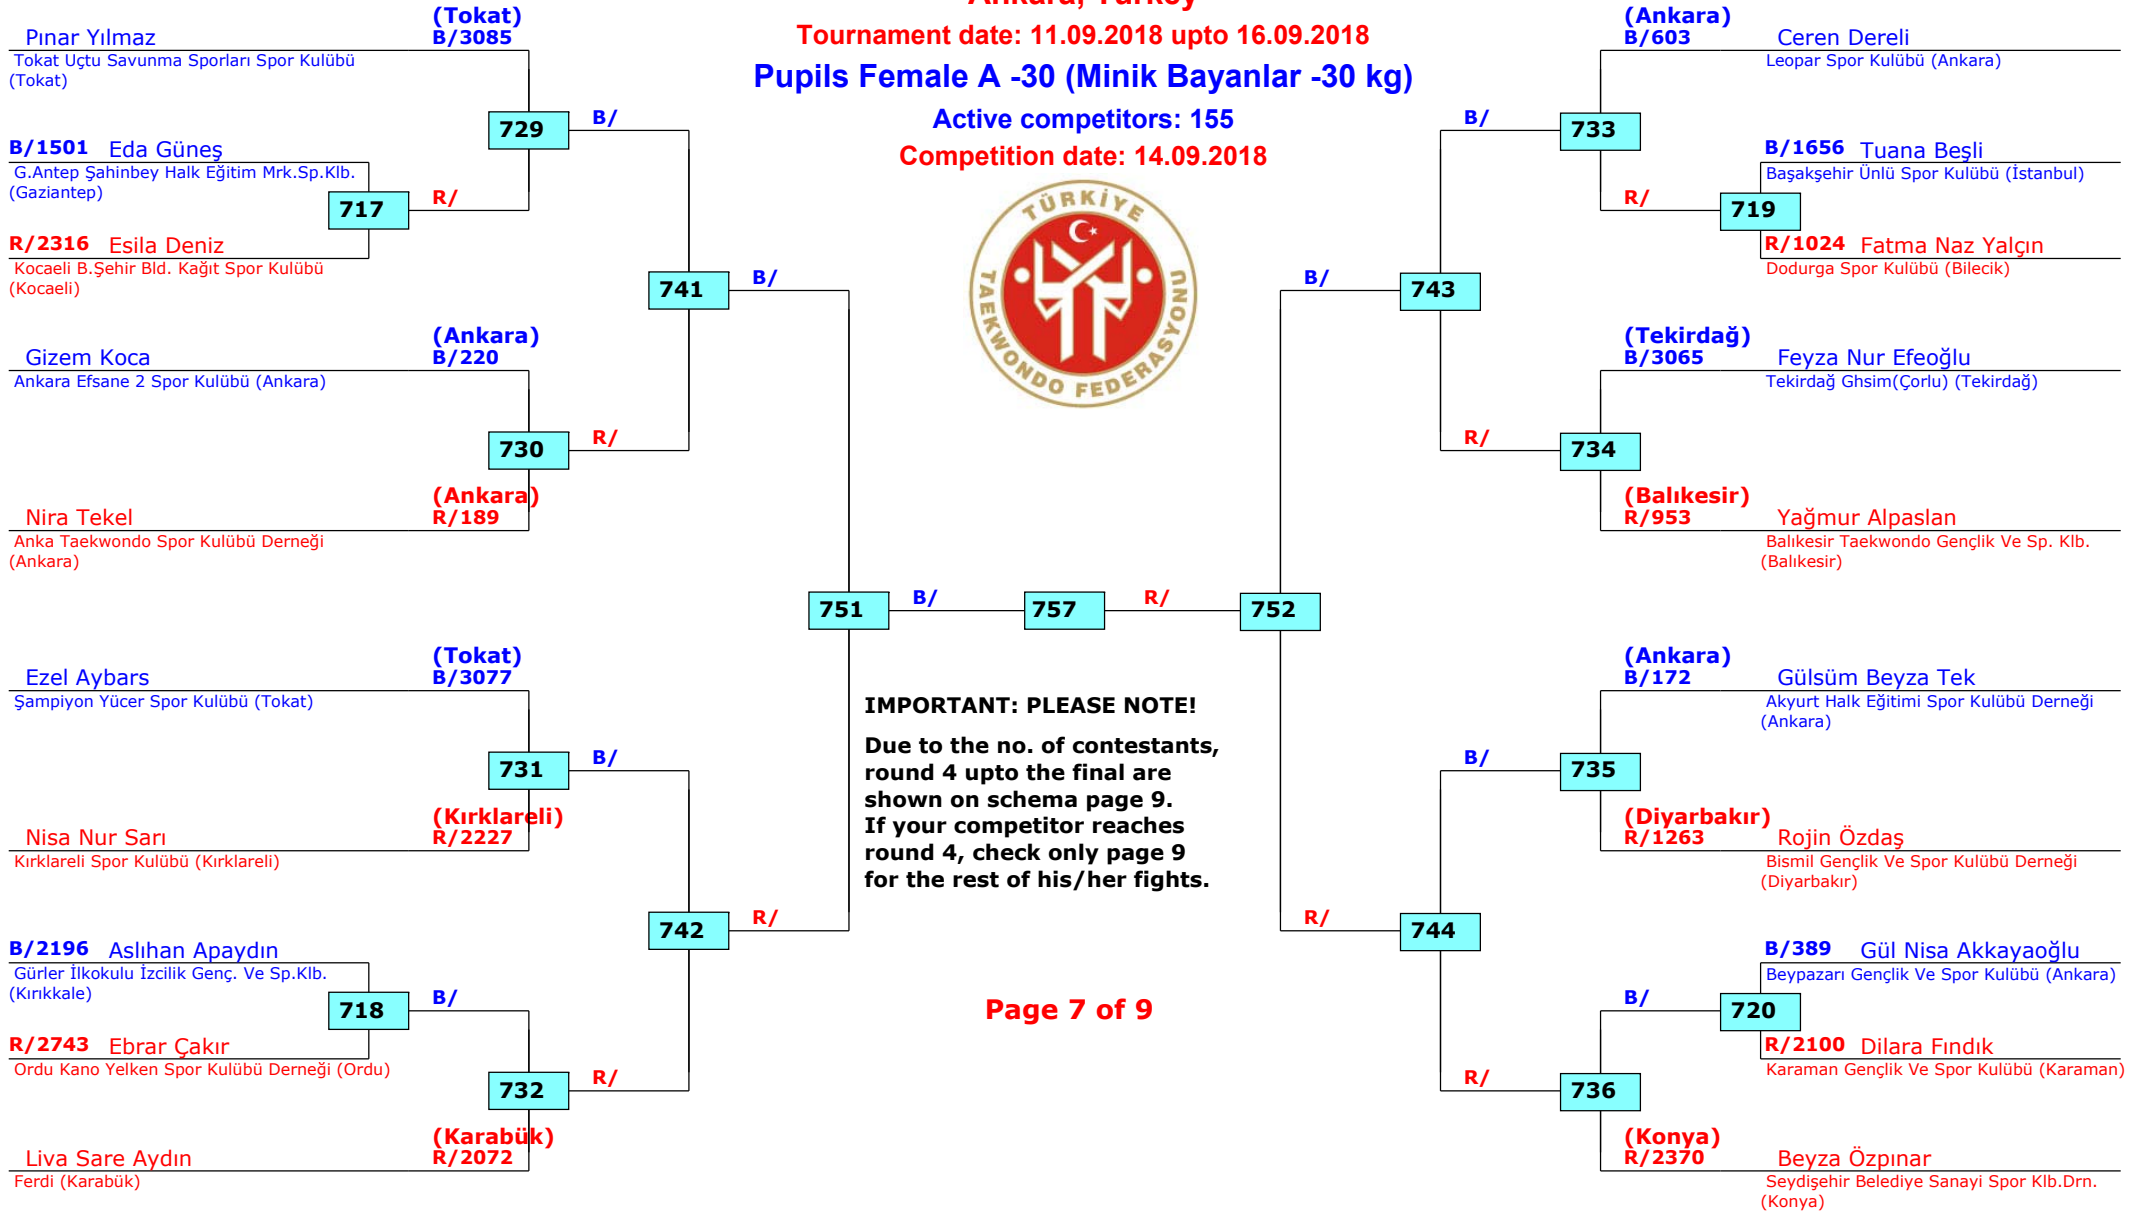 Ankara, Turkey
Tournament date: 11.09.2018 upto 16.09.2018
Pupils Female A -30 (Minik Bayanlar -30 kg)
Active competitors: 155
Competition date: 14.09.2018
TÜRKİYE
TAEKWONDO FEDERASYONU
(Tokat)
Pınar Yılmaz B/3085
Tokat Uçtu Savunma Sporları Spor Kulübü
(Tokat)
729 B/
B/1501 Eda Güneş
G.Antep Şahinbey Halk Eğitim Mrk.Sp.Klb.
(Gaziantep)
717 R/
R/2316 Esila Deniz
Kocaeli B.Şehir Bld. Kağıt Spor Kulübü
(Kocaeli)
741 B/
(Ankara)
Gizem Koca B/220
Ankara Efsane 2 Spor Kulübü (Ankara)
730 R/
(Ankara)
Nira Tekel R/189
Anka Taekwondo Spor Kulübü Derneği
(Ankara)
751 B/ 757 R/ 752
(Tokat)
Ezel Aybars B/3077
Şampiyon Yücer Spor Kulübü (Tokat)
731 B/
(Kırklareli)
Nisa Nur Sarı R/2227
Kırklareli Spor Kulübü (Kırklareli)
742 R/
B/2196 Aslıhan Apaydın
Gürler İlkokulu İzcilik Genç. Ve Sp.Klb.
(Kırıkkale)
718 B/
R/2743 Ebrar Çakır
Ordu Kano Yelken Spor Kulübü Derneği (Ordu)
732 R/
(Karabük)
Liva Sare Aydın R/2072
Ferdi (Karabük)
IMPORTANT: PLEASE NOTE!
Due to the no. of contestants,
round 4 upto the final are
shown on schema page 9.
If your competitor reaches
round 4, check only page 9
for the rest of his/her fights.
Page 7 of 9
(Ankara)
B/603 Ceren Dereli
Leopar Spor Kulübü (Ankara)
B/ 733
B/1656 Tuana Beşli
Başakşehir Ünlü Spor Kulübü (İstanbul)
R/ 719
R/1024 Fatma Naz Yalçın
Dodurga Spor Kulübü (Bilecik)
B/ 743
(Tekirdağ)
B/3065 Feyza Nur Efeoğlu
Tekirdağ Ghsim(Çorlu) (Tekirdağ)
R/ 734
(Balıkesir)
R/953 Yağmur Alpaslan
Balıkesir Taekwondo Gençlik Ve Sp. Klb.
(Balıkesir)
(Ankara)
B/172 Gülsüm Beyza Tek
Akyurt Halk Eğitimi Spor Kulübü Derneği
(Ankara)
B/ 735
(Diyarbakır)
R/1263 Rojin Özdaş
Bismil Gençlik Ve Spor Kulübü Derneği
(Diyarbakır)
R/ 744
B/389 Gül Nisa Akkayaoğlu
Beypazarı Gençlik Ve Spor Kulübü (Ankara)
B/ 720
R/2100 Dilara Fındık
Karaman Gençlik Ve Spor Kulübü (Karaman)
R/ 736
(Konya)
R/2370 Beyza Özpınar
Seydişehir Belediye Sanayi Spor Klb.Drn.
(Konya)